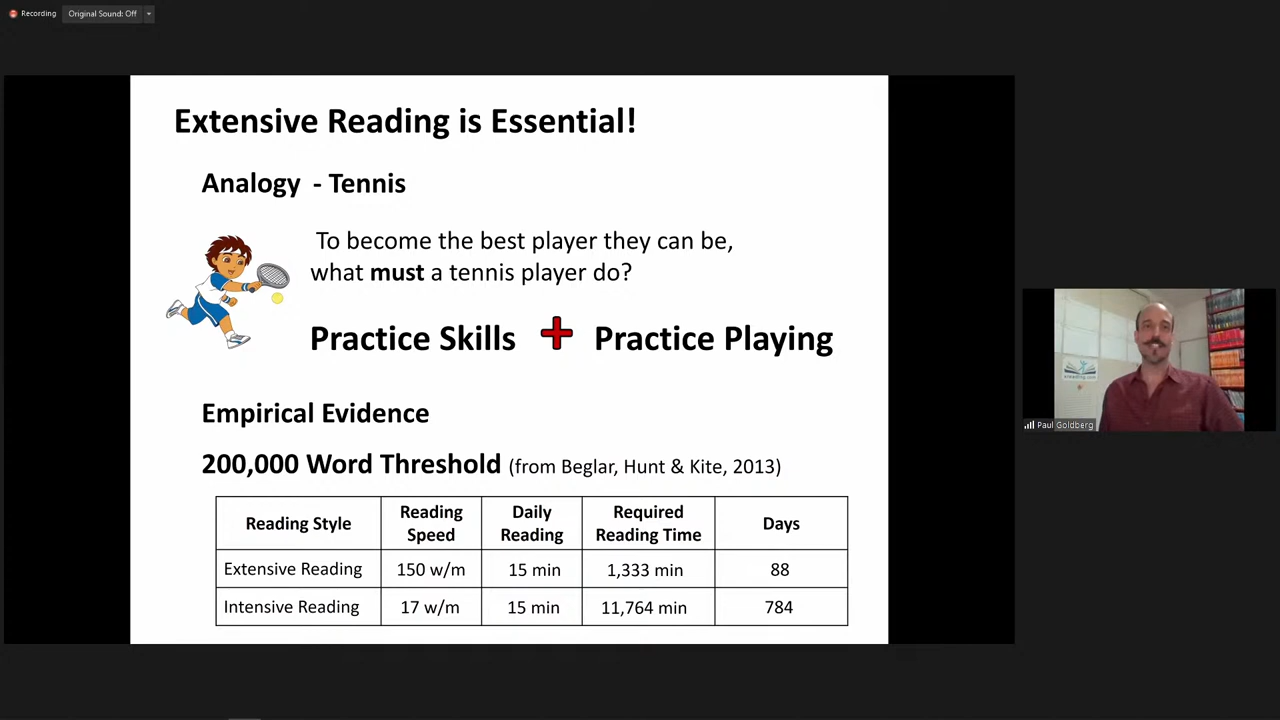 Recording
Original Sound: Off
Extensive Reading is Essential!
Analogy - Tennis
To become the best player they can be,
what must a tennis player do?
Practice Skills + Practice Playing
Empirical Evidence
200,000 Word Threshold (from Beglar, Hunt & Kite, 2013)
Reading Style | Reading Speed | Daily Reading | Required Reading Time | Days
Extensive Reading | 150 w/m | 15 min | 1,333 min | 88
Intensive Reading | 17 w/m | 15 min | 11,764 min | 784
Paul Goldberg